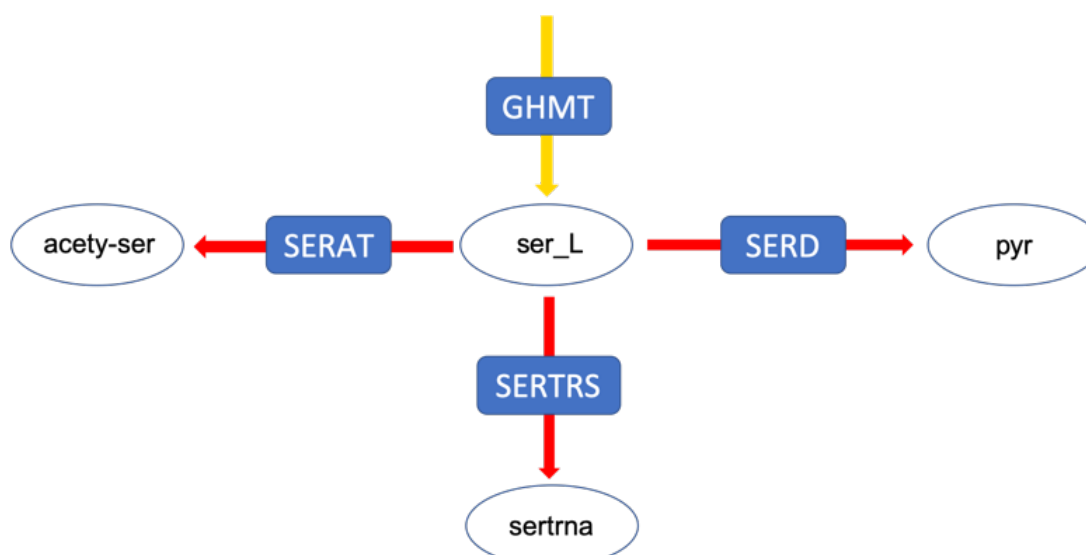 GHMT
acety-ser
SERAT
ser_L
SERD
pyr
SERTRS
sertrna